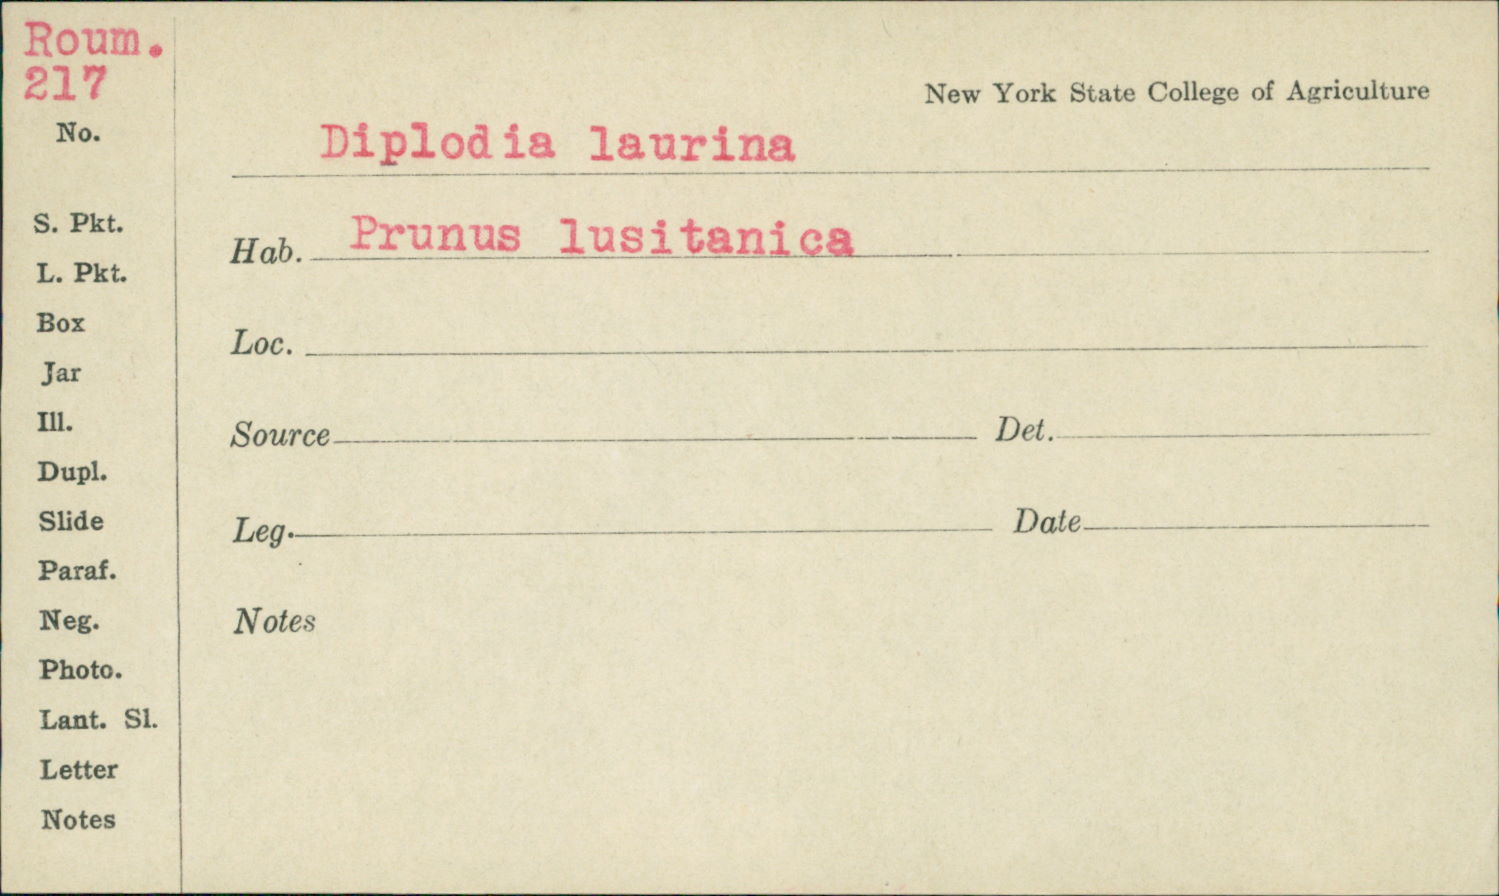 Roum.
217
No.
S. Pkt.
L. Pkt.
Box
Jar
Ill.
Dupl.
Slide
Paraf.
Neg.
Photo.
Lant. Sl.
Letter
Notes
New York State College of Agriculture
Diplodia laurina
Hab. Prunus lusitanica
Loc.
Source Det.
Leg. Date
Notes